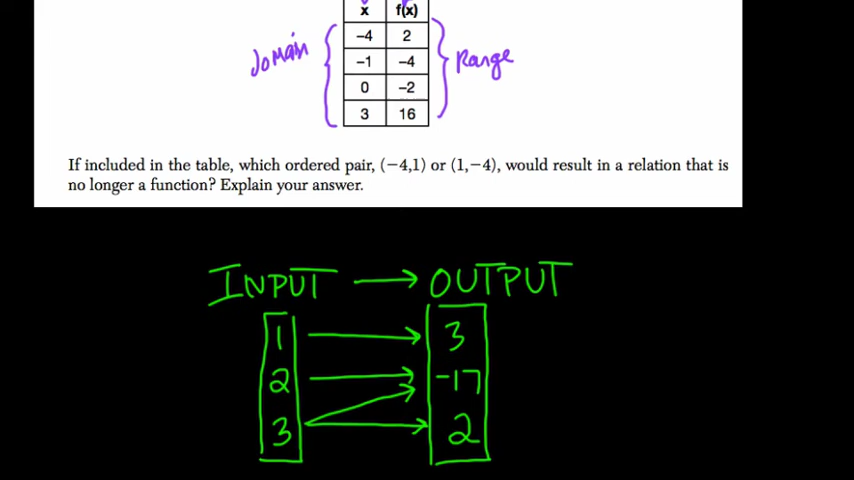 x f(x)
-4 2
Domain -1 -4 Range
0 -2
3 16
If included in the table, which ordered pair, (−4,1) or (1,−4), would result in a relation that is
no longer a function? Explain your answer.
INPUT → OUTPUT
1 3
2 -17
3 2